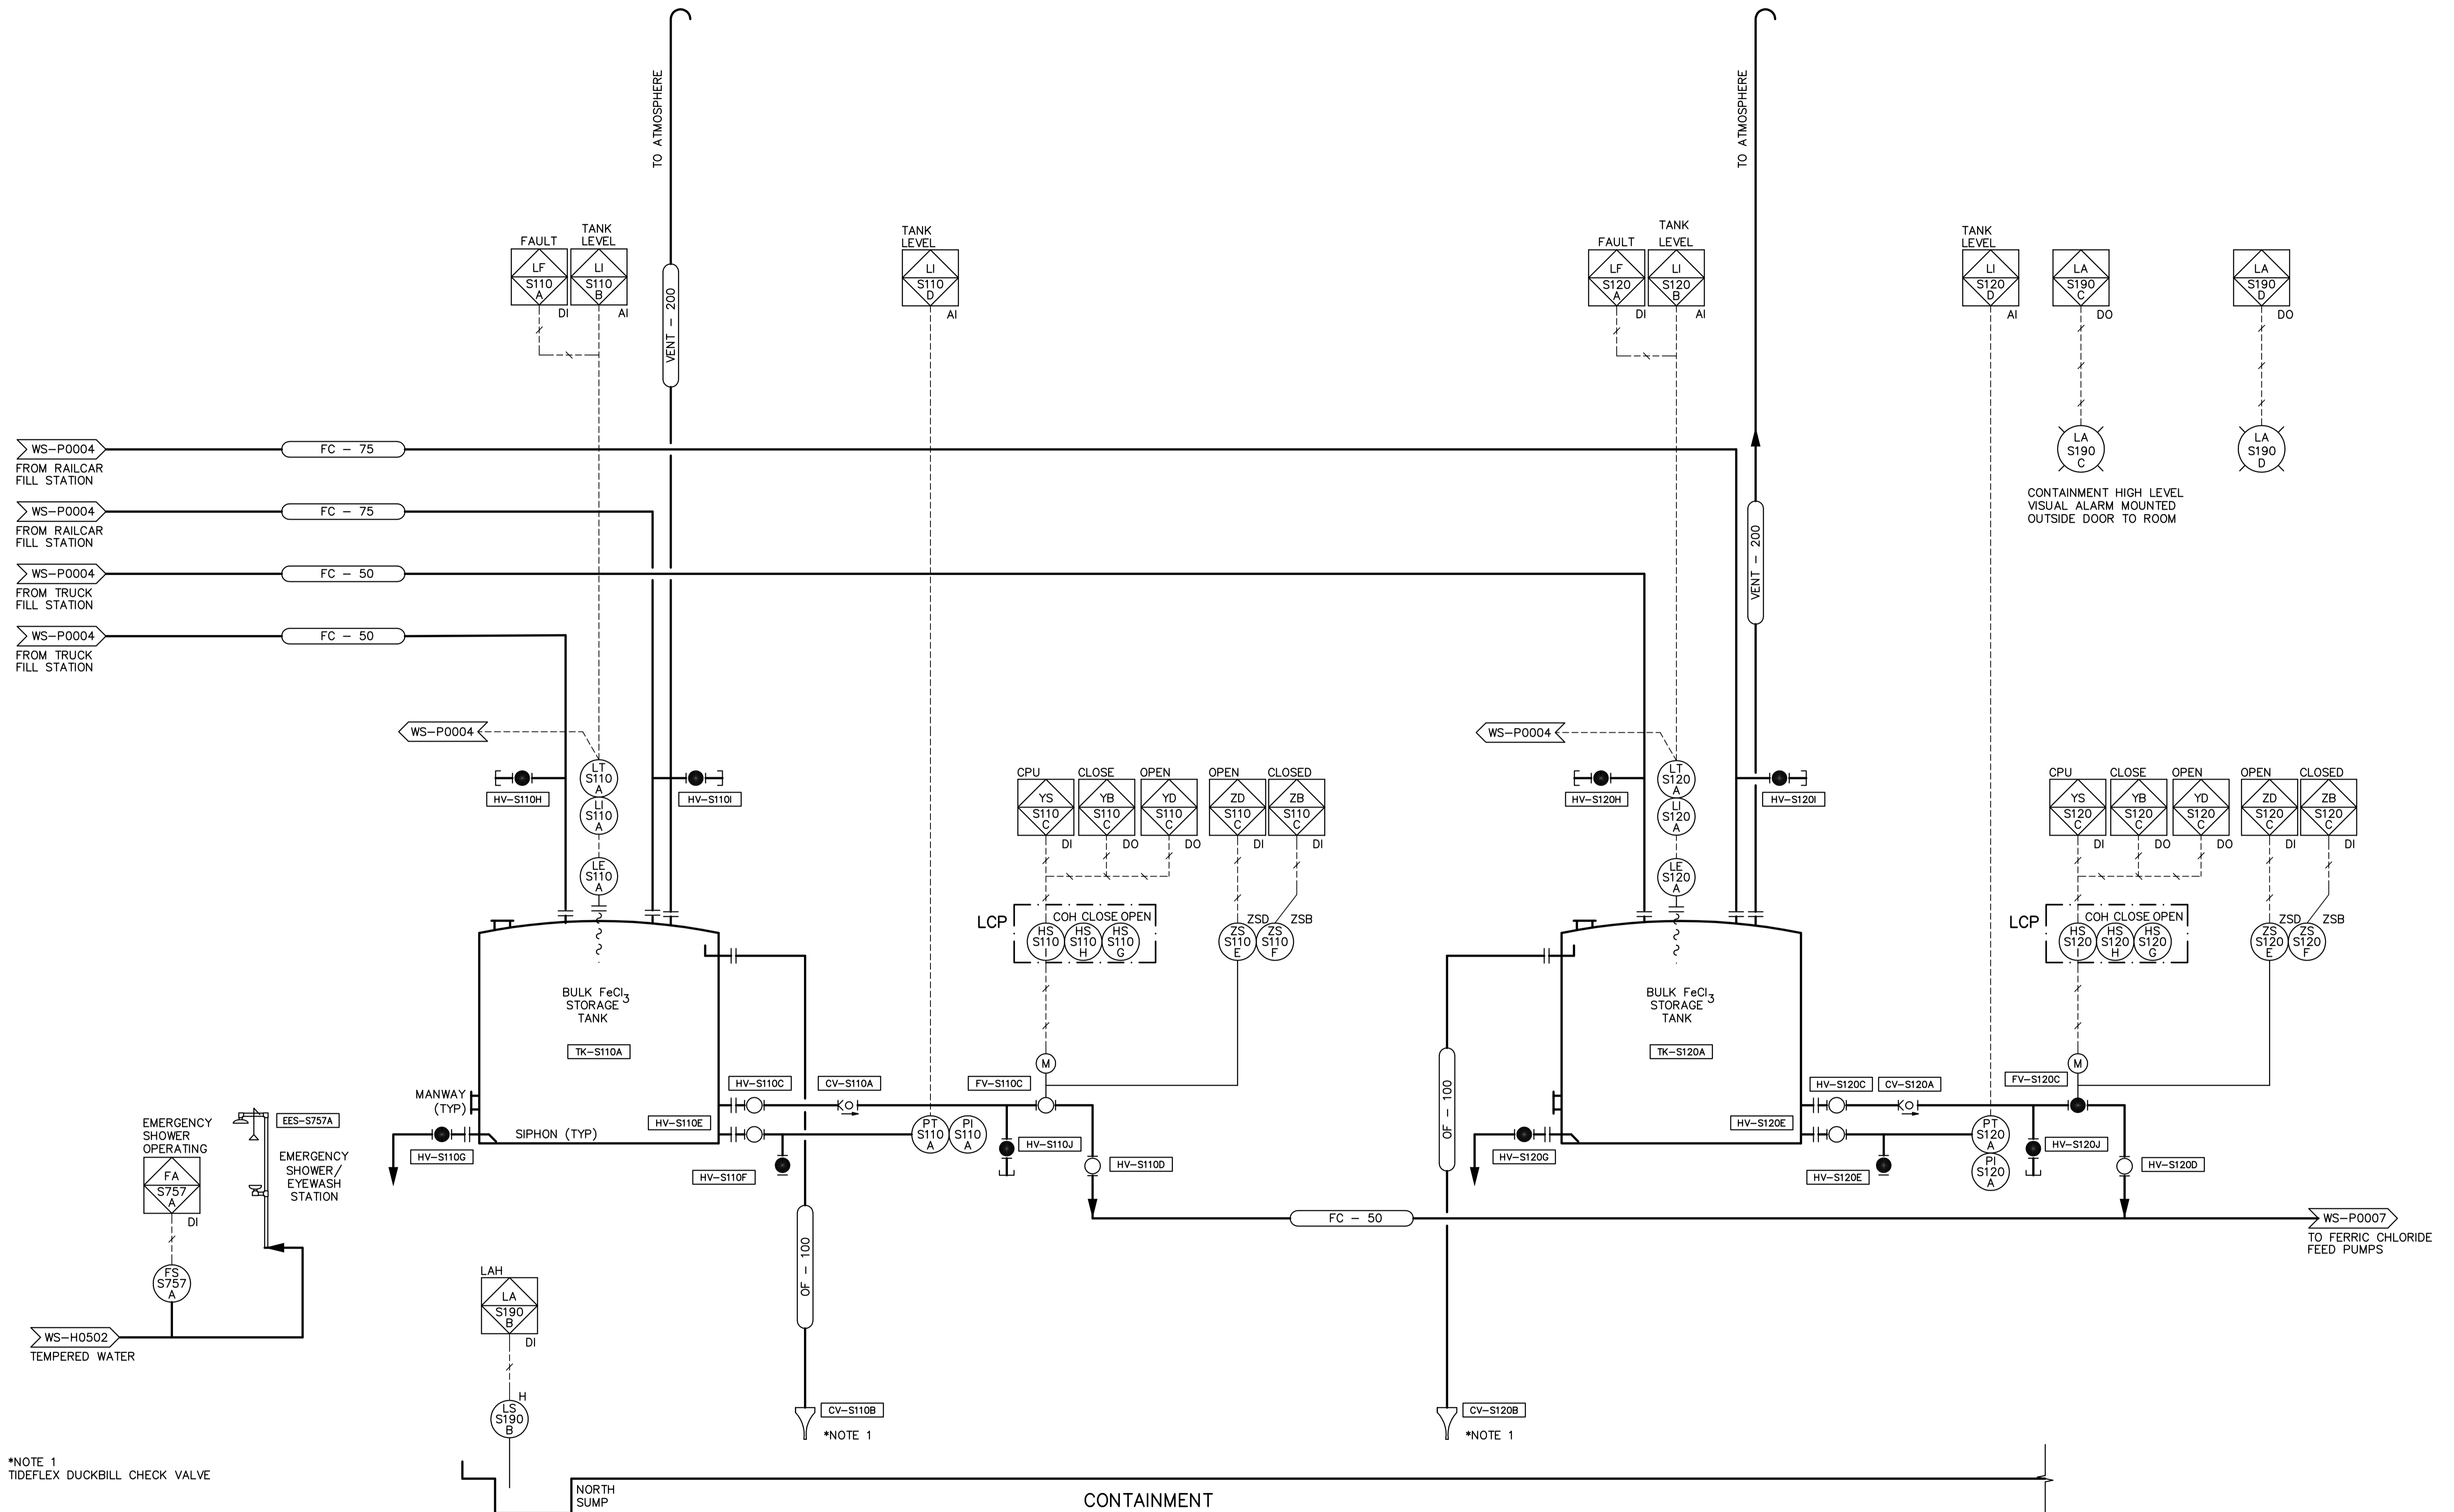 TO ATMOSPHERE
TO ATMOSPHERE
FAULT
LF
S110
A
DI
TANK
LEVEL
LI
S110
B
AI
VENT – 200
TANK
LEVEL
LI
S110
D
AI
FAULT
LF
S120
A
DI
TANK
LEVEL
LI
S120
B
AI
TANK
LEVEL
LI
S120
D
AI
LA
S190
C
DO
LA
S190
D
DO
LA
S190
C
LA
S190
D
CONTAINMENT HIGH LEVEL
VISUAL ALARM MOUNTED
OUTSIDE DOOR TO ROOM
VENT – 200
WS–P0004
FC – 75
FROM RAILCAR
FILL STATION
WS–P0004
FC – 75
FROM RAILCAR
FILL STATION
WS–P0004
FC – 50
FROM TRUCK
FILL STATION
WS–P0004
FC – 50
FROM TRUCK
FILL STATION
WS–P0004
HV–S110H
LT
S110
A
LI
S110
A
LE
S110
A
HV–S110I
CPU
YS
S110
C
DI
CLOSE
YB
S110
C
DO
OPEN
YD
S110
C
DO
OPEN
ZD
S110
C
DI
CLOSED
ZB
S110
C
DI
LCP
COH CLOSE OPEN
HS
S110
HS
S110
H
HS
S110
G
ZSD
ZS
S110
E
ZSB
ZS
S110
F
M
BULK FeCl3
STORAGE
TANK
TK–S110A
MANWAY
(TYP)
SIPHON (TYP)
HV–S110G
HV–S110C
CV–S110A
FV–S110C
HV–S110E
HV–S110F
PT
S110
A
PI
S110
A
HV–S110J
HV–S110D
OF – 100
CV–S110B
*NOTE 1
WS–P0004
HV–S120H
LT
S120
A
LI
S120
A
LE
S120
A
HV–S120I
CPU
YS
S120
C
DI
CLOSE
YB
S120
C
DO
OPEN
YD
S120
C
DO
OPEN
ZD
S120
C
DI
CLOSED
ZB
S120
C
DI
LCP
COH CLOSE OPEN
HS
S120
HS
S120
H
HS
S120
G
ZSD
ZS
S120
E
ZSB
ZS
S120
F
M
BULK FeCl3
STORAGE
TANK
TK–S120A
HV–S120G
HV–S120C
CV–S120A
FV–S120C
HV–S120E
HV–S120E
PT
S120
A
PI
S120
A
HV–S120J
HV–S120D
OF – 100
CV–S120B
*NOTE 1
FC – 50
WS–P0007
TO FERRIC CHLORIDE
FEED PUMPS
EMERGENCY
SHOWER
OPERATING
FA
S757
A
DI
FS
S757
A
EES–S757A
EMERGENCY
SHOWER/
EYEWASH
STATION
WS–H0502
TEMPERED WATER
LAH
LA
S190
B
DI
H
LS
S190
B
*NOTE 1
TIDEFLEX DUCKBILL CHECK VALVE
NORTH
SUMP
CONTAINMENT